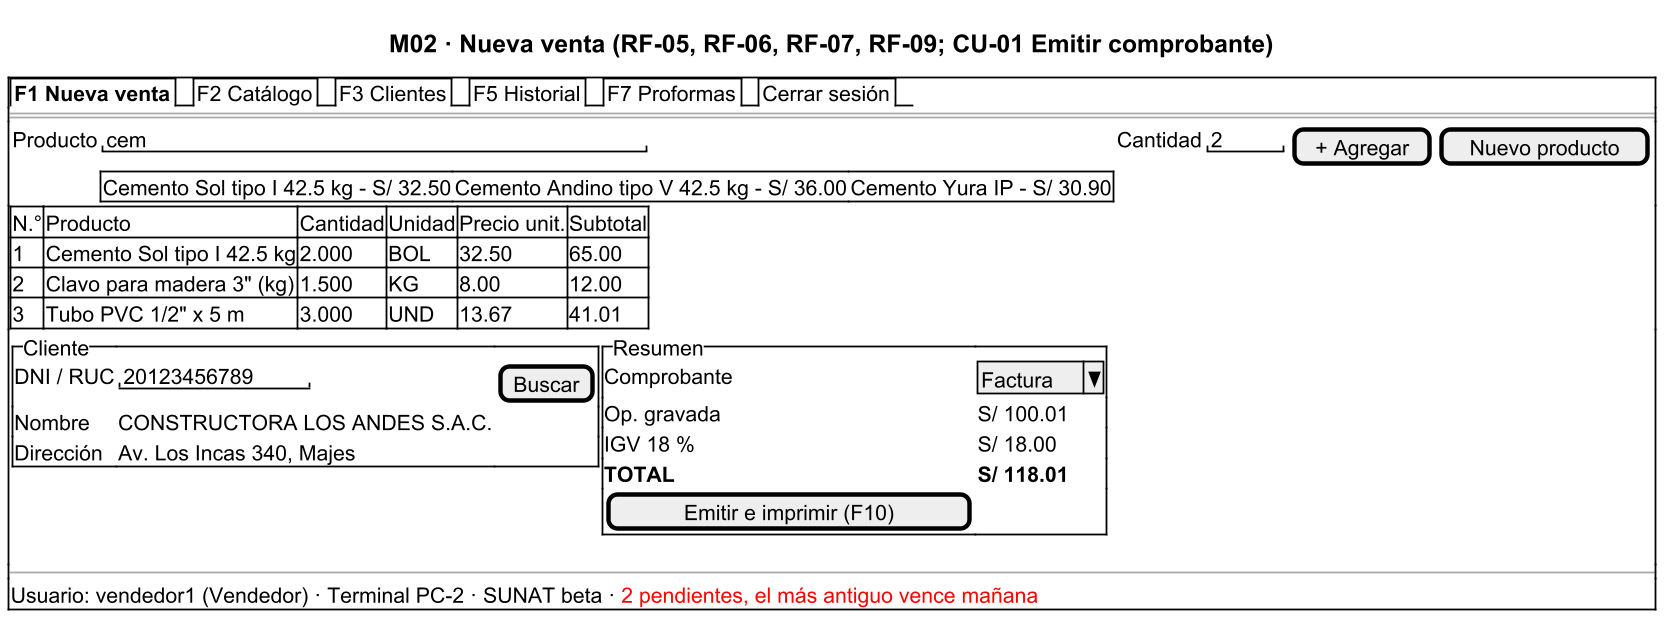 M02 · Nueva venta (RF-05, RF-06, RF-07, RF-09; CU-01 Emitir comprobante)
F1 Nueva venta F2 Catálogo F3 Clientes F5 Historial F7 Proformas Cerrar sesión
Producto cem Cantidad 2 + Agregar Nuevo producto
Cemento Sol tipo I 42.5 kg - S/ 32.50 Cemento Andino tipo V 42.5 kg - S/ 36.00 Cemento Yura IP - S/ 30.90
N.° Producto Cantidad Unidad Precio unit. Subtotal
1 Cemento Sol tipo I 42.5 kg 2.000 BOL 32.50 65.00
2 Clavo para madera 3" (kg) 1.500 KG 8.00 12.00
3 Tubo PVC 1/2" x 5 m 3.000 UND 13.67 41.01
Cliente
DNI / RUC 20123456789 Buscar
Nombre CONSTRUCTORA LOS ANDES S.A.C.
Dirección Av. Los Incas 340, Majes
Resumen
Comprobante Factura
Op. gravada S/ 100.01
IGV 18 % S/ 18.00
TOTAL S/ 118.01
Emitir e imprimir (F10)
Usuario: vendedor1 (Vendedor) · Terminal PC-2 · SUNAT beta · 2 pendientes, el más antiguo vence mañana